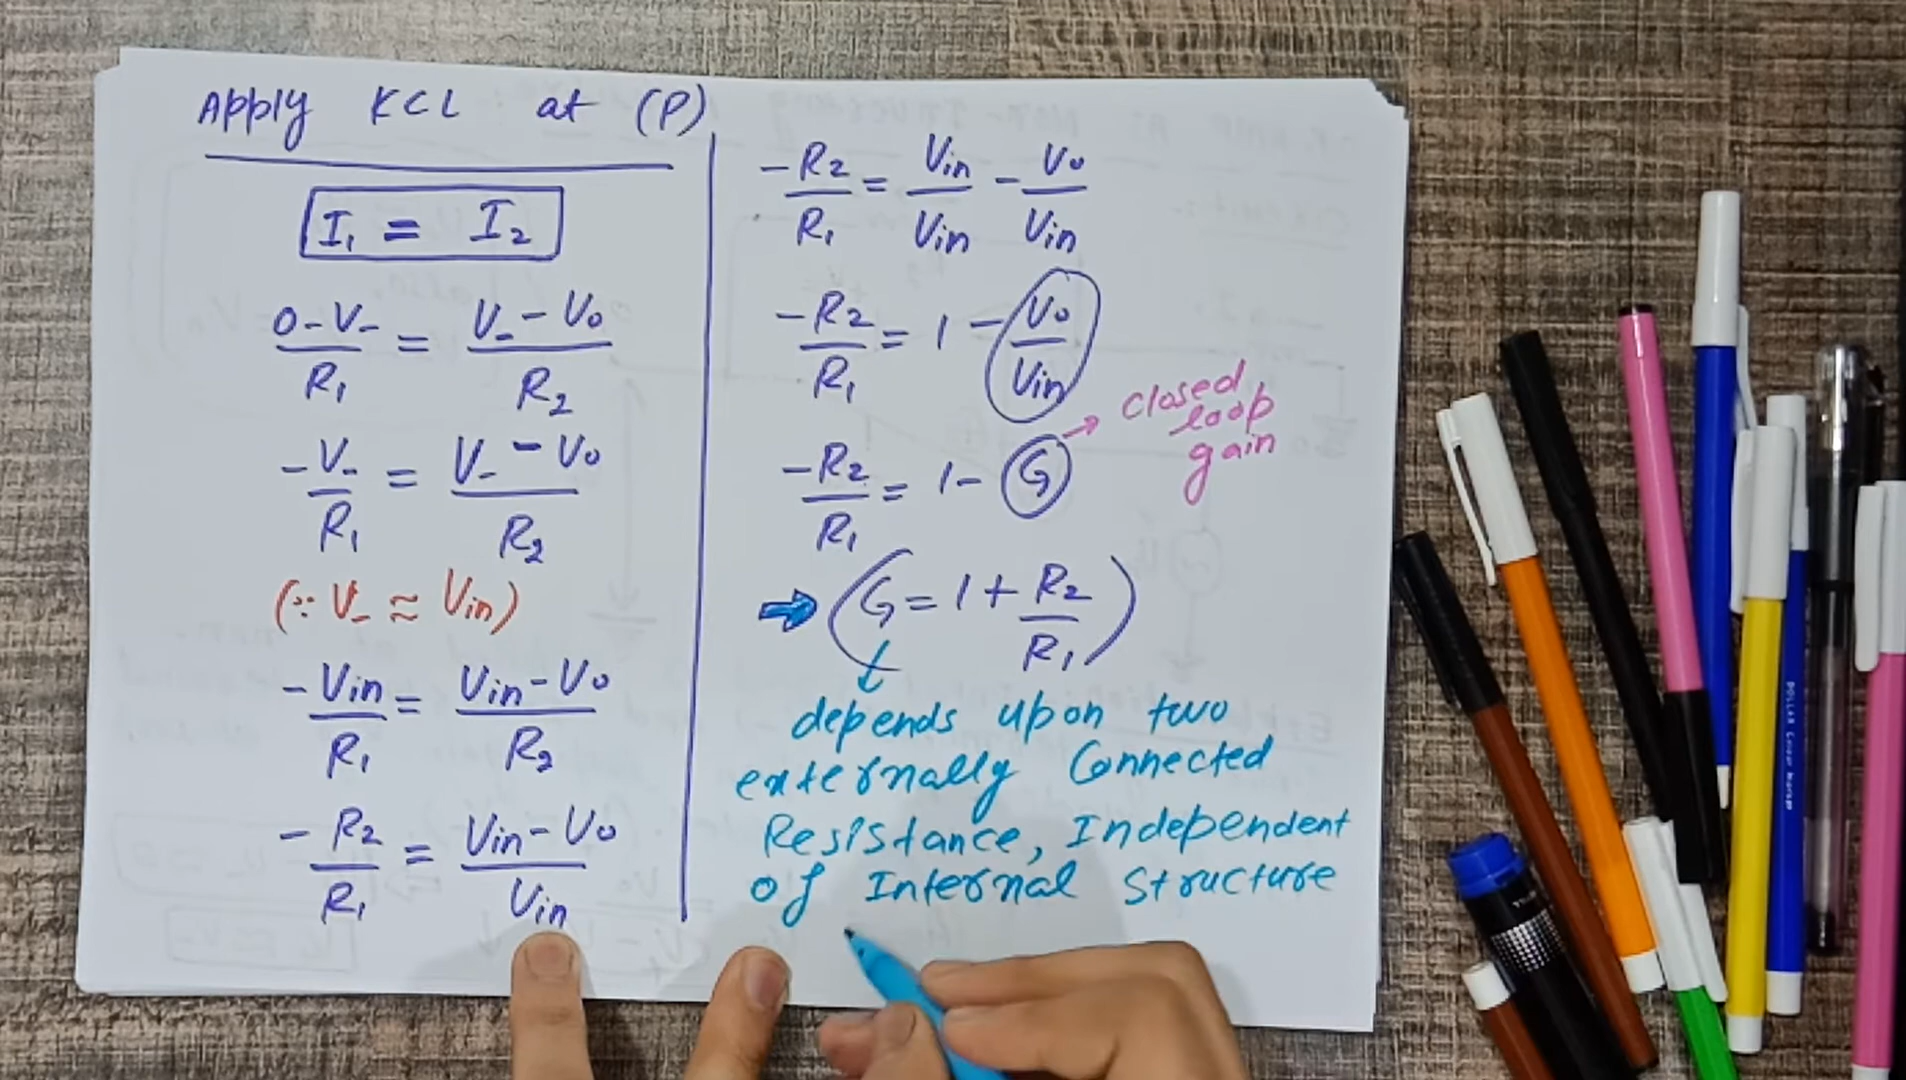 Apply KCL at (P)
I₁ = I₂
0-V₋/R₁ = V₋-V₀/R₂
-V₋/R₁ = V₋-V₀/R₂
(∵ V₋ ≈ Vin)
-Vin/R₁ = Vin-V₀/R₂
-R₂/R₁ = Vin-V₀/Vin
-R₂/R₁ = Vin/Vin - V₀/Vin
-R₂/R₁ = 1 - V₀/Vin
closed
loop
gain
-R₂/R₁ = 1 - G
G = 1 + R₂/R₁
depends upon two
externally Connected
Resistance, Independent
of Internal Structure